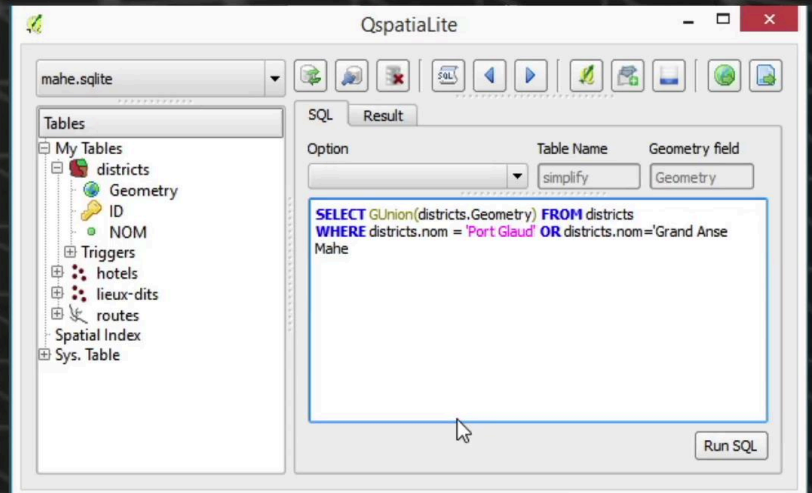 QspatiaLite
mahe.sqlite
Tables
My Tables
districts
Geometry
ID
NOM
Triggers
hotels
lieux-dits
routes
Spatial Index
Sys. Table
SQL
SQL Result
Option Table Name Geometry field
simplify Geometry
SELECT GUnion(districts.Geometry) FROM districts
WHERE districts.nom = 'Port Glaud' OR districts.nom='Grand Anse
Mahe
Run SQL